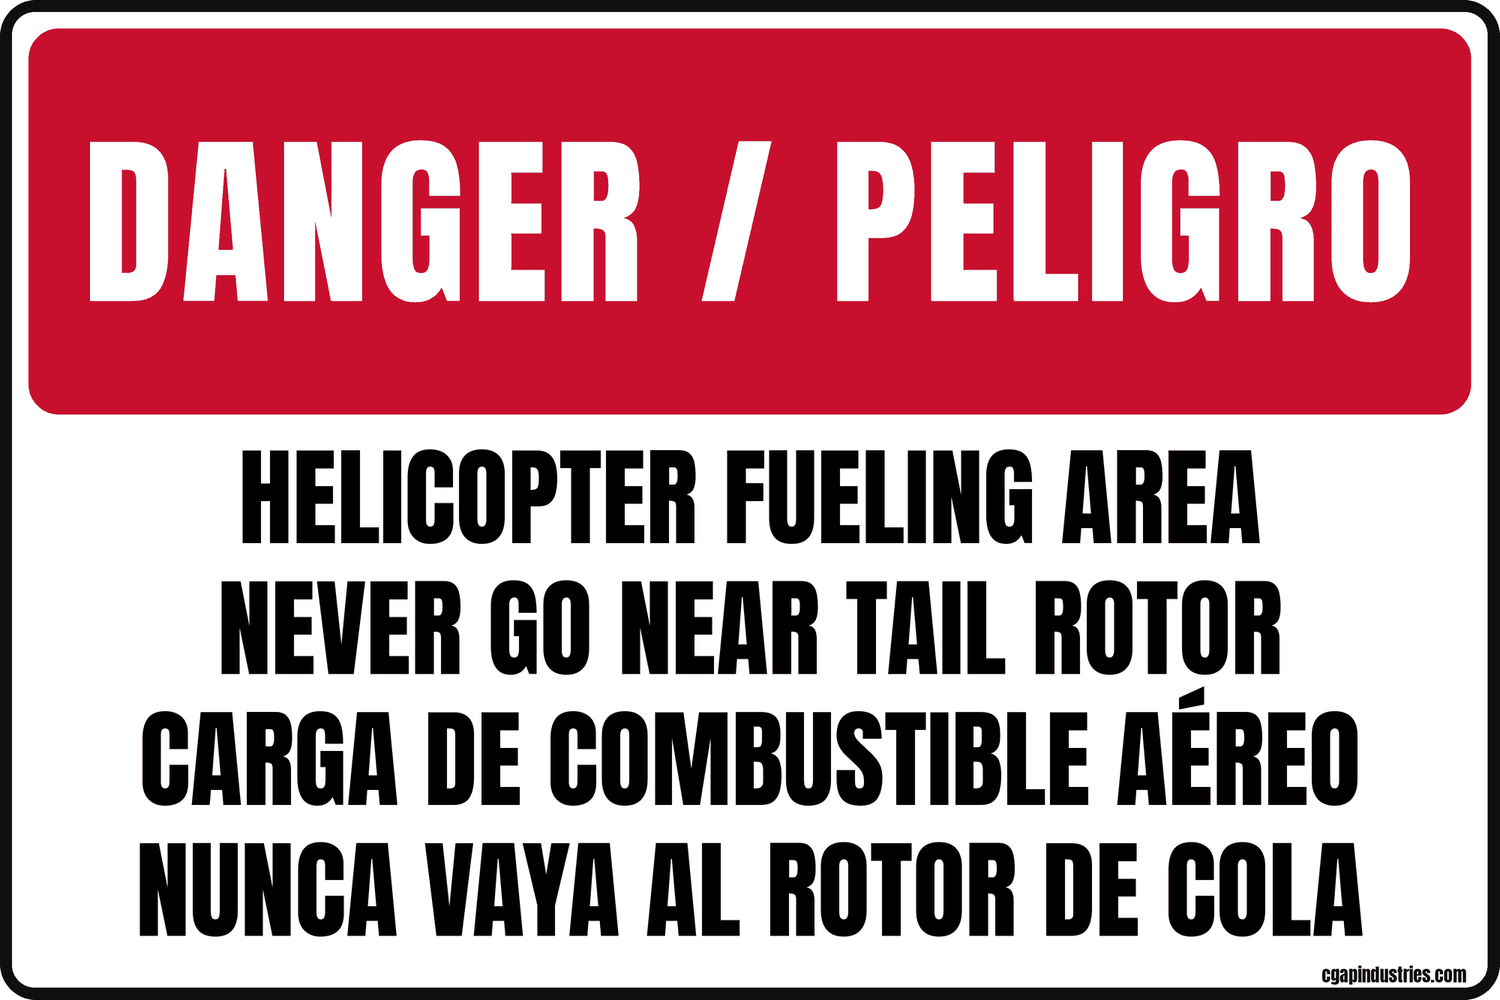 DANGER / PELIGRO
HELICOPTER FUELING AREA
NEVER GO NEAR TAIL ROTOR
CARGA DE COMBUSTIBLE AÉREO
NUNCA VAYA AL ROTOR DE COLA
cgapindustries.com